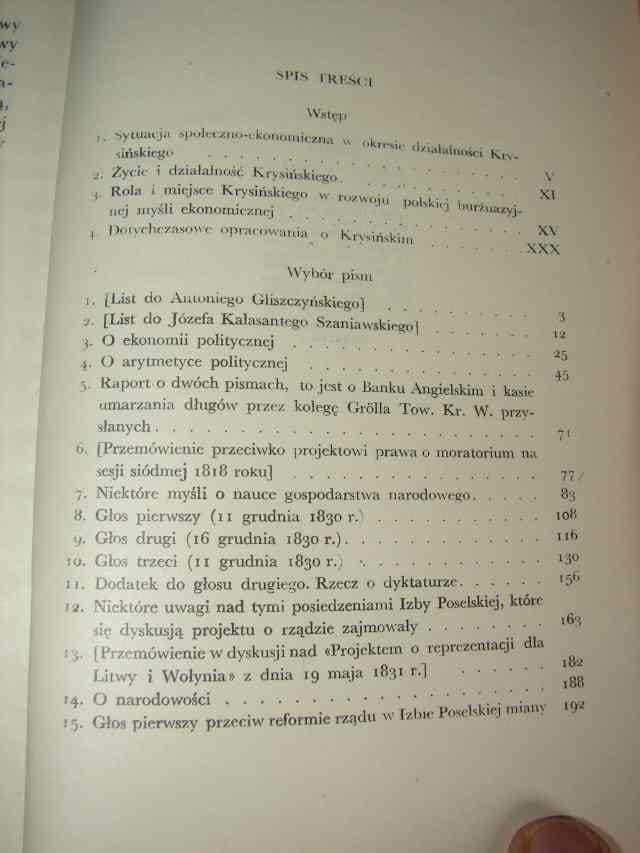 wy
wy
e-
a-
ą,
j
SPIS TREŚCI
Wstęp
1. Sytuacja społeczno-ekonomiczna w okresie działalności Kry-
sińskiego . . . . . . . . . . . . . . . . V
2. Życie i działalność Krysińskiego. . . . . . . . . . XI
3. Rola i miejsce Krysińskiego w rozwoju polskiej burżuazyj-
nej myśli ekonomicznej . . . . . . . . . . . . XV
4. Dotychczasowe opracowania o Krysińskim . . . . . . XXX
Wybór pism
1. [List do Antoniego Gliszczyńskiego] . . . . . . . . 3
2. [List do Józefa Kalasantego Szaniawskiego] . . . . . 12
3. O ekonomii politycznej . . . . . . . . . . . . 25
4. O arytmetyce politycznej . . . . . . . . . . . 45
5. Raport o dwóch pismach, to jest o Banku Angielskim i kasie
umarzania długów przez kolegę Grölla Tow. Kr. W. przy-
słanych . . . . . . . . . . . . . . . . . . 71
6. [Przemówienie przeciwko projektowi prawa o moratorium na
sesji siódmej 1818 roku] . . . . . . . . . . . . 77
7. Niektóre myśli o nauce gospodarstwa narodowego . . . . . 83
8. Głos pierwszy (11 grudnia 1830 r.) . . . . . . . . . 108
9. Głos drugi (16 grudnia 1830 r.) . . . . . . . . . . 116
10. Głos trzeci (11 grudnia 1830 r.) . . . . . . . . . 130
11. Dodatek do głosu drugiego. Rzecz o dyktaturze . . . . . . 156
12. Niektóre uwagi nad tymi posiedzeniami Izby Poselskiej, które
się dyskusją projektu o rządzie zajmowały . . . . . . . 163
13. [Przemówienie w dyskusji nad «Projektem o reprezentacji dla
Litwy i Wołynia» z dnia 19 maja 1831 r.] . . . . . . 182
14. O narodowości . . . . . . . . . . . . . . . 188
15. Głos pierwszy przeciw reformie rządu w Izbie Poselskiej miany 192